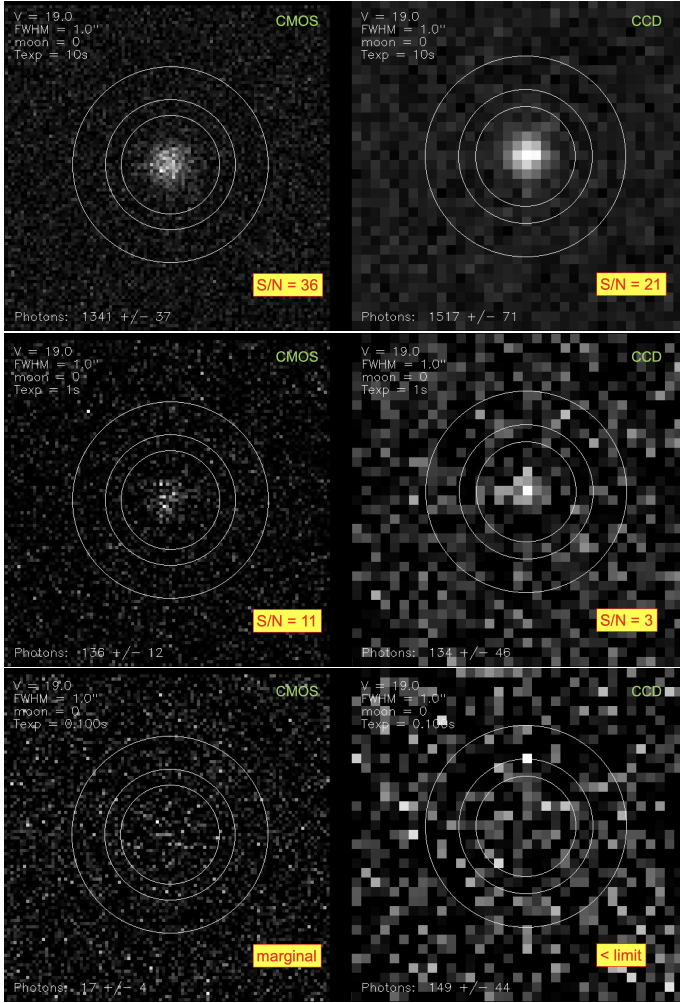 V = 19.0
FWHM = 1.0"
moon = 0
Texp = 10s
CMOS
S/N = 36
Photons: 1341 +/- 37
V = 19.0
FWHM = 1.0"
moon = 0
Texp = 10s
CCD
S/N = 21
Photons: 1517 +/- 71
V = 19.0
FWHM = 1.0"
moon = 0
Texp = 1s
CMOS
S/N = 11
Photons: 136 +/- 12
V = 19.0
FWHM = 1.0"
moon = 0
Texp = 1s
CCD
S/N = 3
Photons: 134 +/- 46
V = 19.0
FWHM = 1.0"
moon = 0
Texp = 0.100s
CMOS
marginal
Photons: 17 +/- 4
V = 19.0
FWHM = 1.0"
moon = 0
Texp = 0.100s
CCD
< limit
Photons: 149 +/- 44